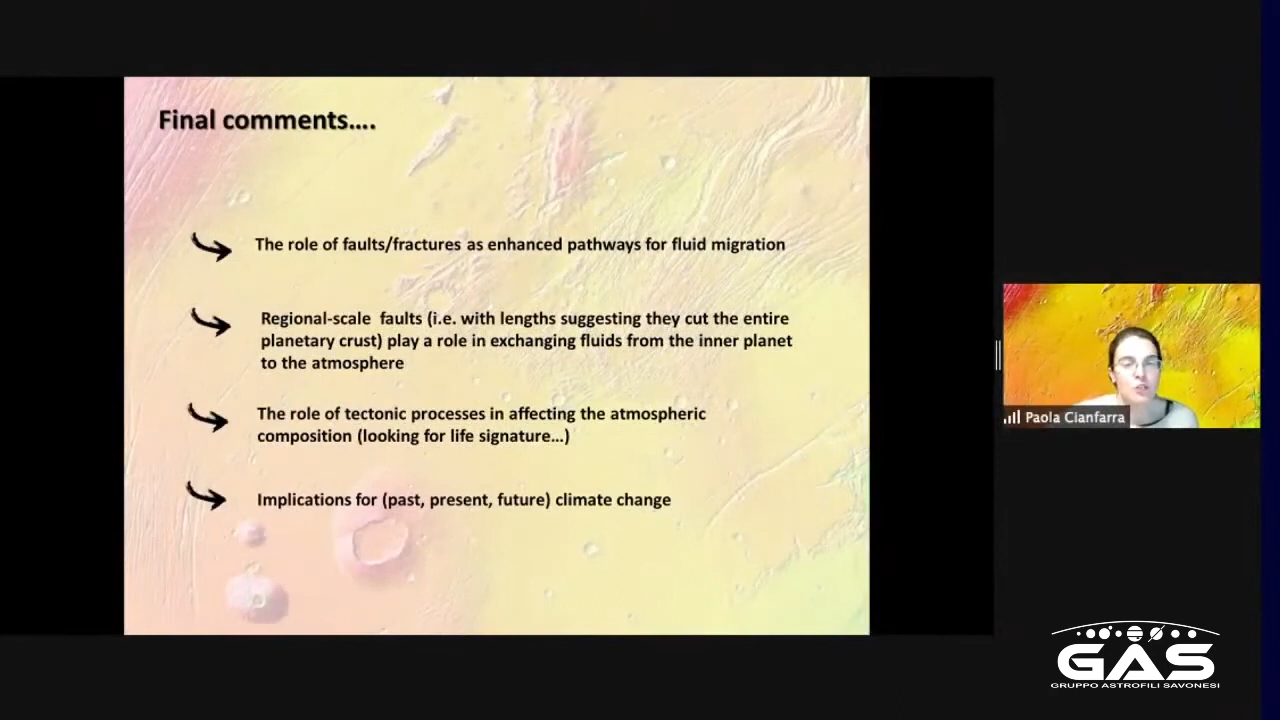 Final comments....
The role of faults/fractures as enhanced pathways for fluid migration
Regional-scale faults (i.e. with lengths suggesting they cut the entire
planetary crust) play a role in exchanging fluids from the inner planet
to the atmosphere
The role of tectonic processes in affecting the atmospheric
composition (looking for life signature...)
Implications for (past, present, future) climate change
Paola Cianfarra
GAS
GRUPPO ASTROFILI SAVONESI